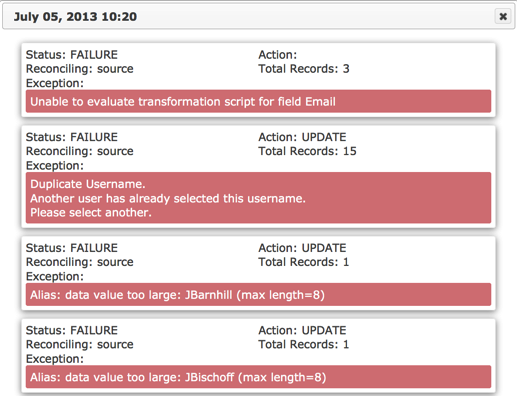 July 05, 2013 10:20
Status: FAILURE Action:
Reconciling: source Total Records: 3
Exception:
Unable to evaluate transformation script for field Email
Status: FAILURE Action: UPDATE
Reconciling: source Total Records: 15
Exception:
Duplicate Username.
Another user has already selected this username.
Please select another.
Status: FAILURE Action: UPDATE
Reconciling: source Total Records: 1
Exception:
Alias: data value too large: JBarnhill (max length=8)
Status: FAILURE Action: UPDATE
Reconciling: source Total Records: 1
Exception:
Alias: data value too large: JBischoff (max length=8)